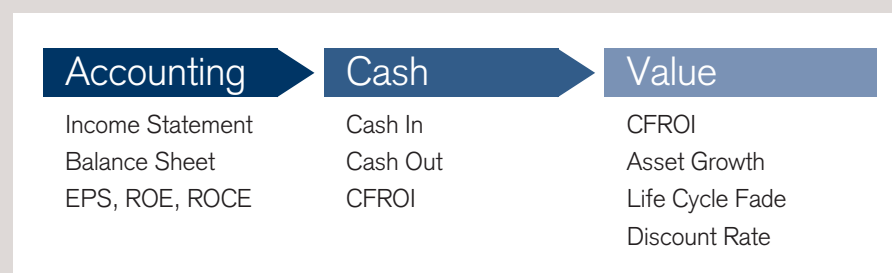 Accounting
Income Statement
Balance Sheet
EPS, ROE, ROCE
Cash
Cash In
Cash Out
CFROI
Value
CFROI
Asset Growth
Life Cycle Fade
Discount Rate